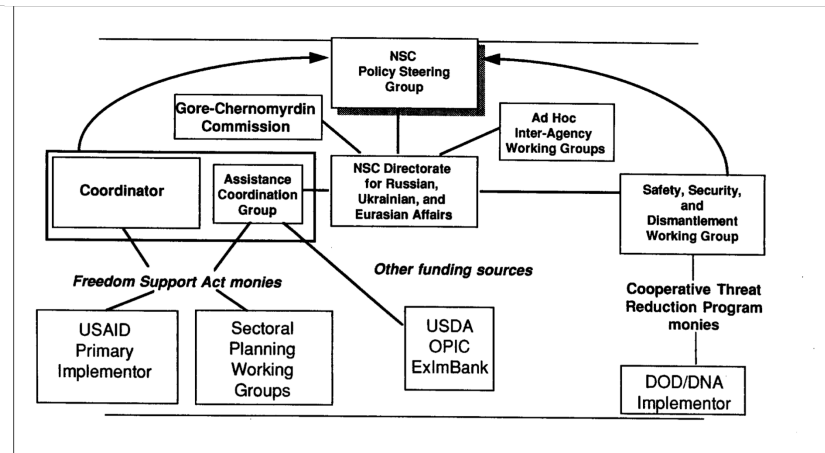 NSC
Policy Steering
Group
Gore-Chernomyrdin
Commission
Ad Hoc
Inter-Agency
Working Groups
Coordinator
Assistance
Coordination
Group
NSC Directorate
for Russian,
Ukrainian, and
Eurasian Affairs
Safety, Security,
and
Dismantlement
Working Group
Freedom Support Act monies
Other funding sources
Cooperative Threat
Reduction Program
monies
USAID
Primary
Implementor
Sectoral
Planning
Working
Groups
USDA
OPIC
ExImBank
DOD/DNA
Implementor